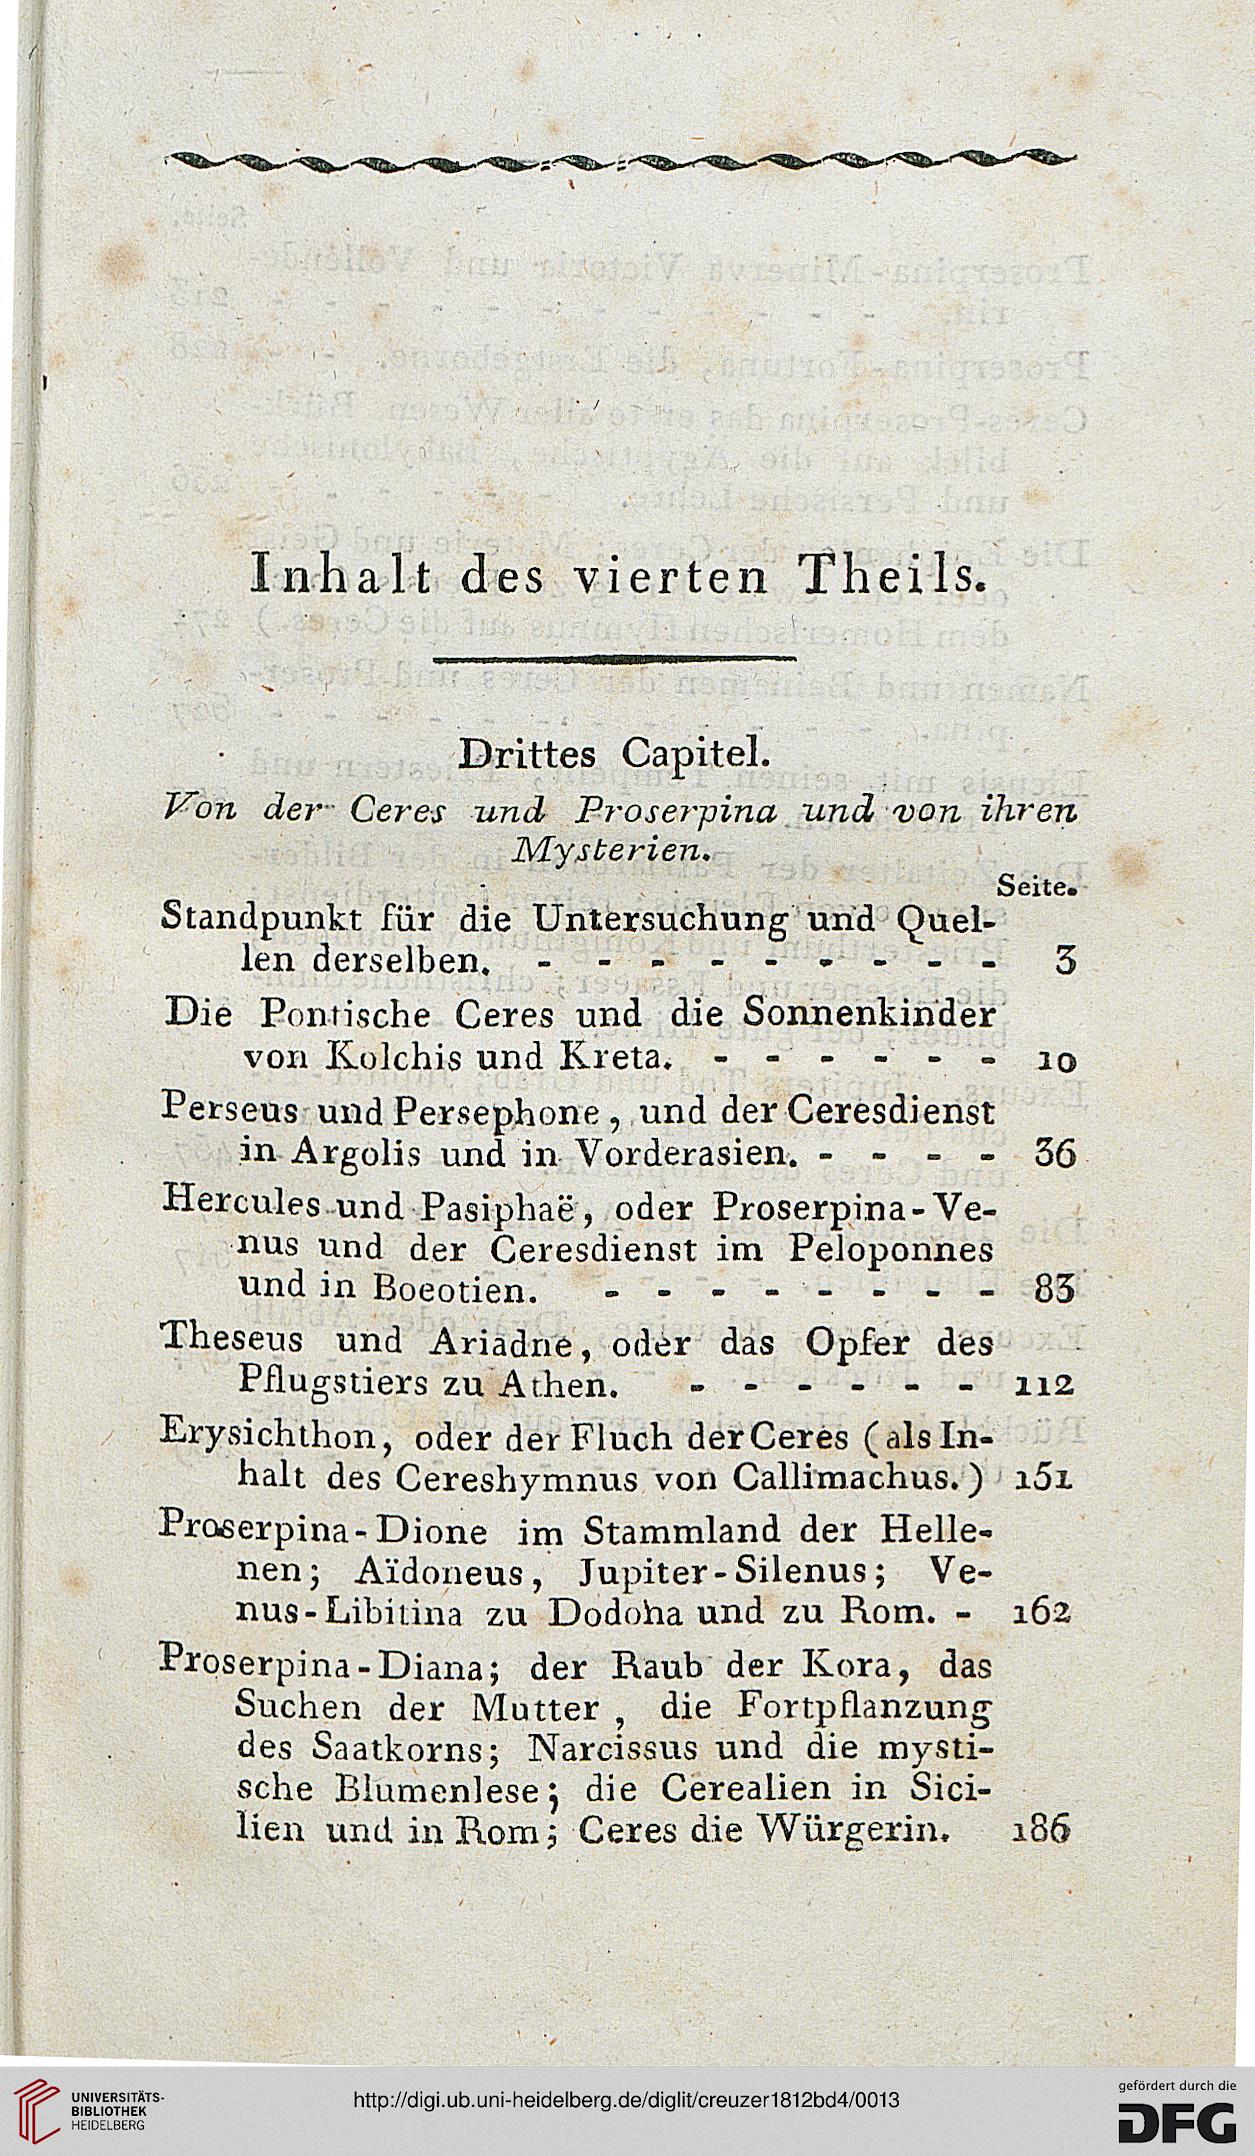 Inhalt des vierten Theils.
Drittes Capitel.
Von der Ceres und Proserpina und von ihren
Mysterien.
Seite.
Standpunkt für die Untersuchung und Quel-
len derselben. - - - - - - - - - 3
Die Pontische Ceres und die Sonnenkinder
von Kolchis und Kreta. - - - - - - 10
Perseus und Persephone, und der Ceresdienst
in Argolis und in Vorderasien. - - - - 36
Hercules und Pasiphaë, oder Proserpina-Ve-
nus und der Ceresdienst im Peloponnes
und in Boeotien. - - - - - - - - 83
Theseus und Ariadne, oder das Opfer des
Pflugstiers zu Athen. - - - - - - 112
Erysichthon, oder der Fluch der Ceres (als In-
halt des Cereshymnus von Callimachus.) 151
Proserpina-Dione im Stammland der Helle-
nen; Aïdoneus, Jupiter-Silenus; Ve-
nus-Libitina zu Dodona und zu Rom. - 162
Proserpina-Diana; der Raub der Kora, das
Suchen der Mutter, die Fortpflanzung
des Saatkorns; Narcissus und die mysti-
sche Blumenlese; die Cerealien in Sici-
lien und in Rom; Ceres die Würgerin. 186
UNIVERSITÄTS-
BIBLIOTHEK
HEIDELBERG
http://digi.ub.uni-heidelberg.de/diglit/creuzer1812bd4/0013
gefördert durch die
DFG